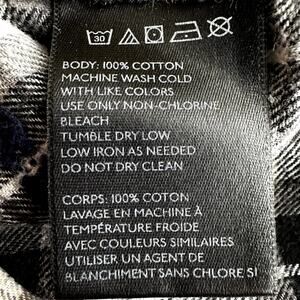 30
BODY: 100% COTTON
MACHINE WASH COLD
WITH LIKE COLORS
USE ONLY NON-CHLORINE
BLEACH
TUMBLE DRY LOW
LOW IRON AS NEEDED
DO NOT DRY CLEAN
CORPS: 100% COTON
LAVAGE EN MACHINE À
TEMPÉRATURE FROIDE
AVEC COULEURS SIMILAIRES
UTILISER UN AGENT DE
BLANCHIMENT SANS CHLORE SI